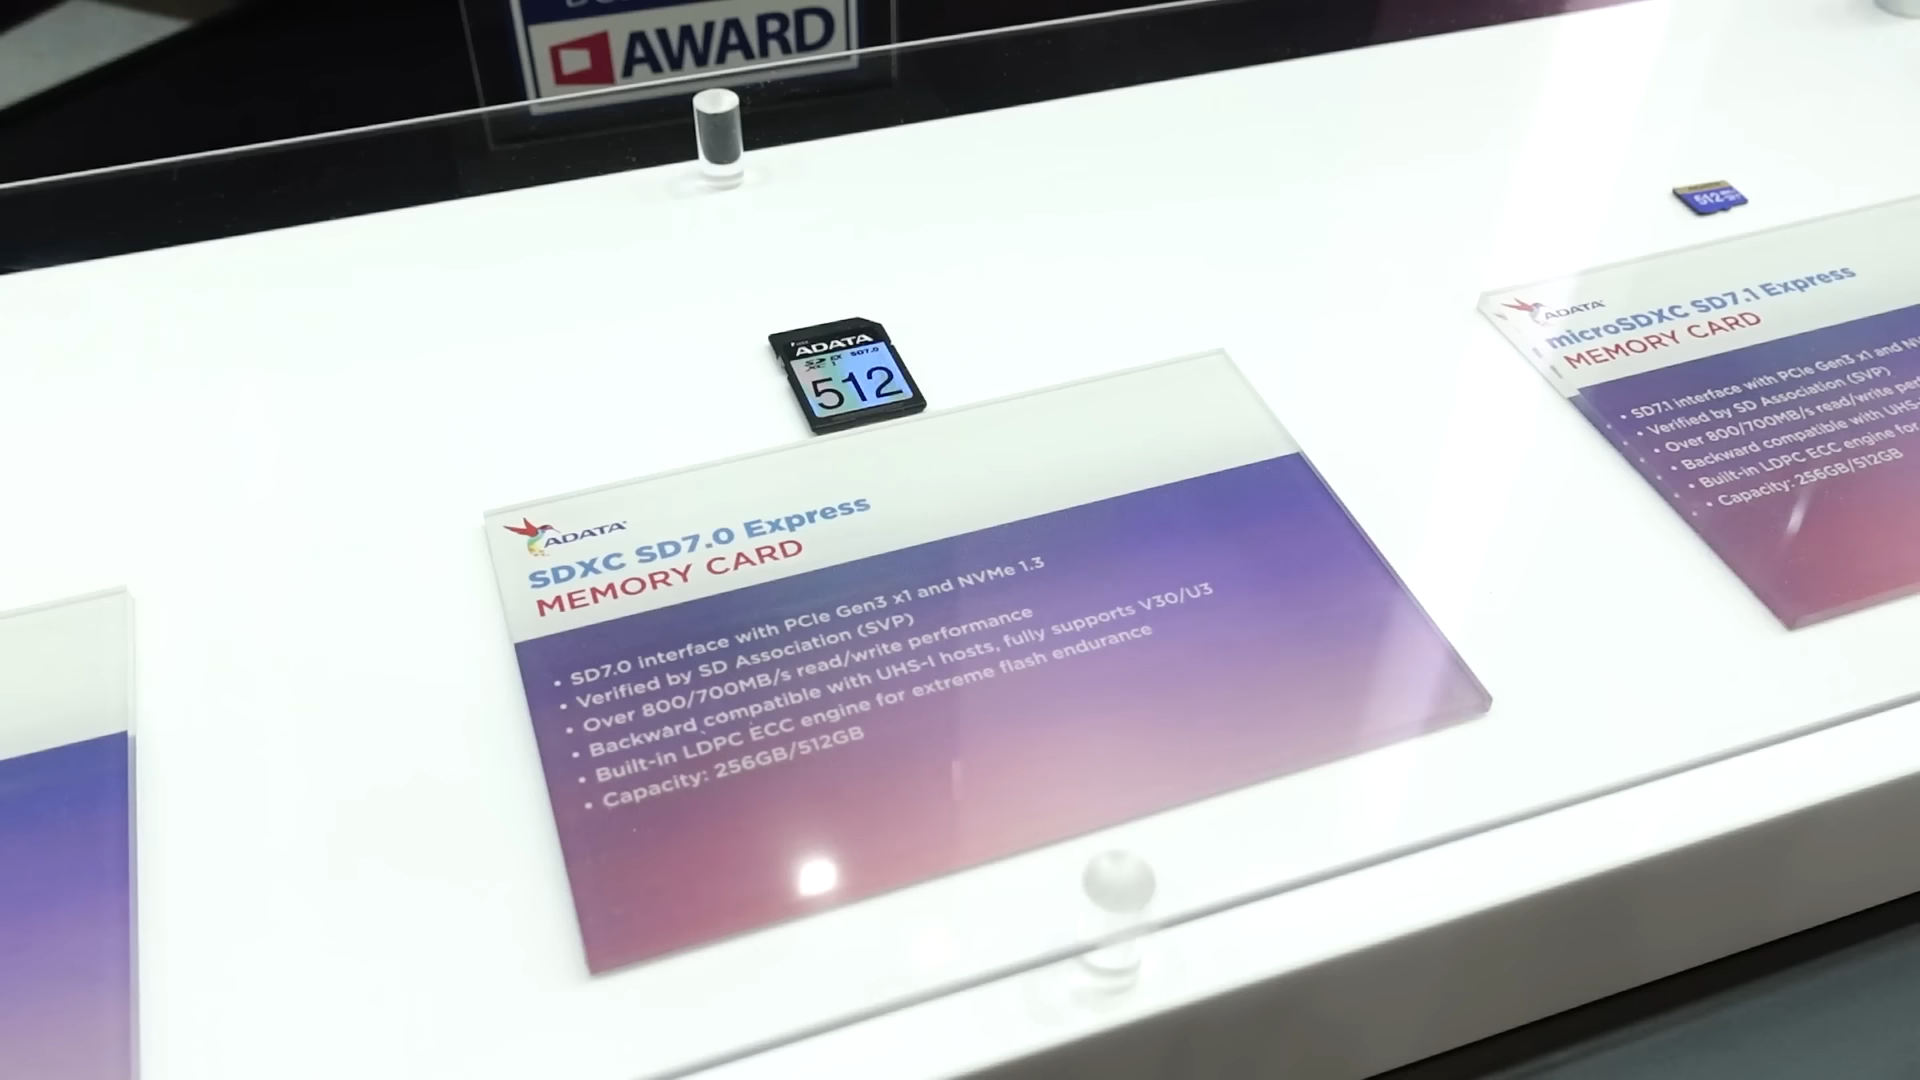 AWARD
ADATA
SD7.0
512
ADATA
SDXC SD7.0 Express
MEMORY CARD
• SD7.0 interface with PCIe Gen3 x1 and NVMe 1.3
• Verified by SD Association (SVP)
• Over 800/700MB/s read/write performance
• Backward compatible with UHS-I hosts, fully supports V30/U3
• Built-in LDPC ECC engine for extreme flash endurance
• Capacity: 256GB/512GB
512
ADATA
microSDXC SD7.1 Express
MEMORY CARD
• SD7.1 interface with PCIe Gen3 x1 and
• Verified by SD Association (SVP)
• Over 800/700MB/s read/write
• Backward compatible with UHS-
• Built-in LDPC ECC engine for
• Capacity: 256GB/512GB